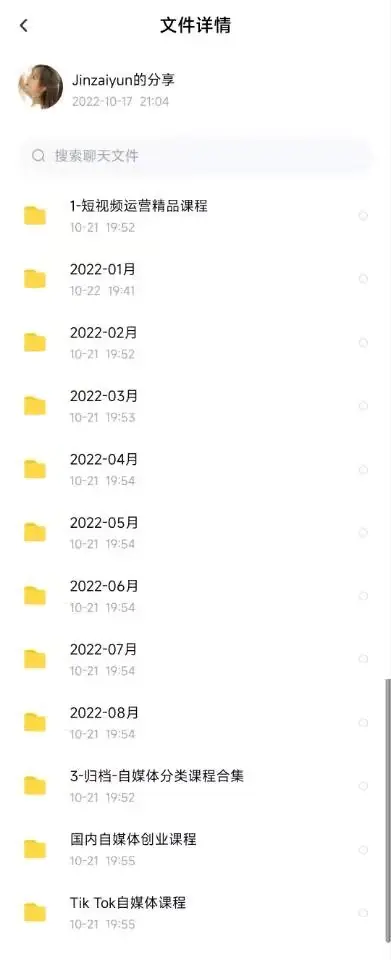 文件详情
Jinzaiyun的分享
2022-10-17 21:04
搜索聊天文件
1-短视频运营精品课程
10-21 19:52
2022-01月
10-22 19:41
2022-02月
10-21 19:52
2022-03月
10-21 19:53
2022-04月
10-21 19:54
2022-05月
10-21 19:54
2022-06月
10-21 19:54
2022-07月
10-21 19:54
2022-08月
10-21 19:54
3-归档-自媒体分类课程合集
10-21 19:52
国内自媒体创业课程
10-21 19:55
Tik Tok自媒体课程
10-21 19:55